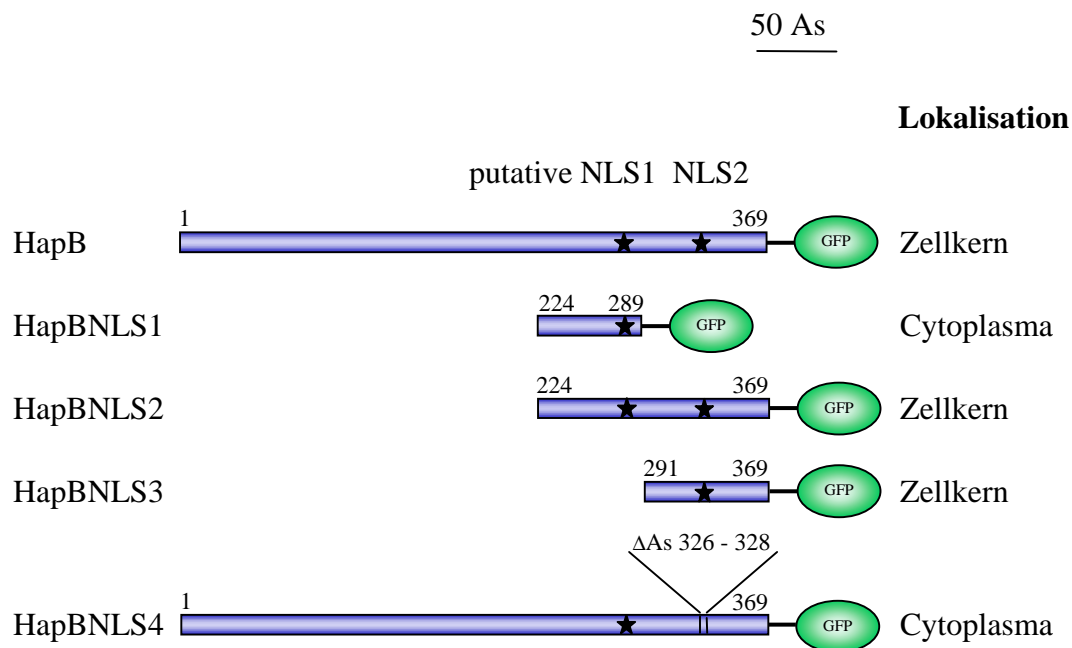 50 As
Lokalisation
putative NLS1 NLS2
1 369
HapB GFP Zellkern
224 289
HapBNLS1 GFP Cytoplasma
224 369
HapBNLS2 GFP Zellkern
291 369
HapBNLS3 GFP Zellkern
ΔAs 326 - 328
1 369
HapBNLS4 GFP Cytoplasma